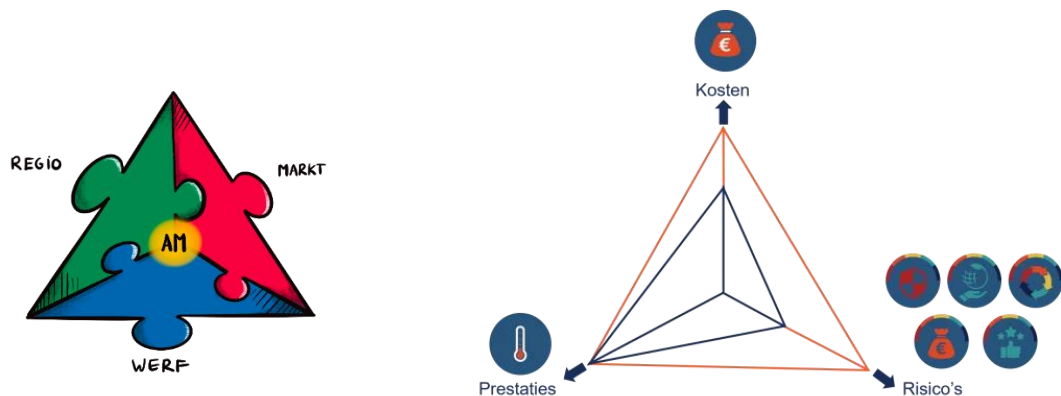 REGIO
MARKT
AM
WERF
€
Kosten
€
Prestaties
Risico's